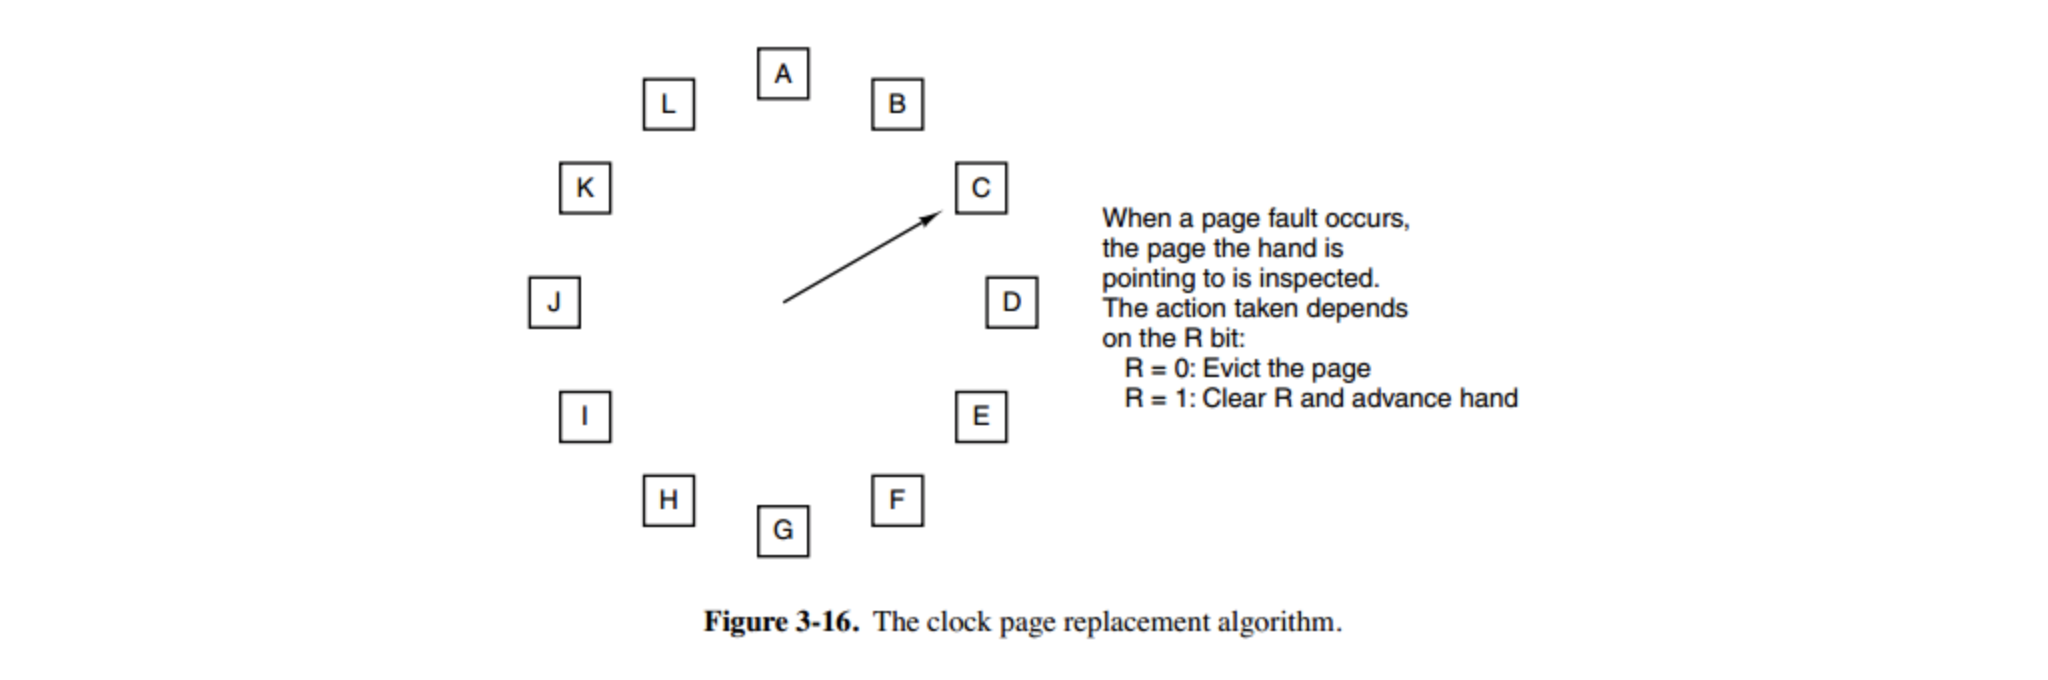 A
L
B
K
C
When a page fault occurs,
the page the hand is
pointing to is inspected.
The action taken depends
on the R bit:
R = 0: Evict the page
R = 1: Clear R and advance hand
J
D
I
E
H
F
G
Figure 3-16. The clock page replacement algorithm.